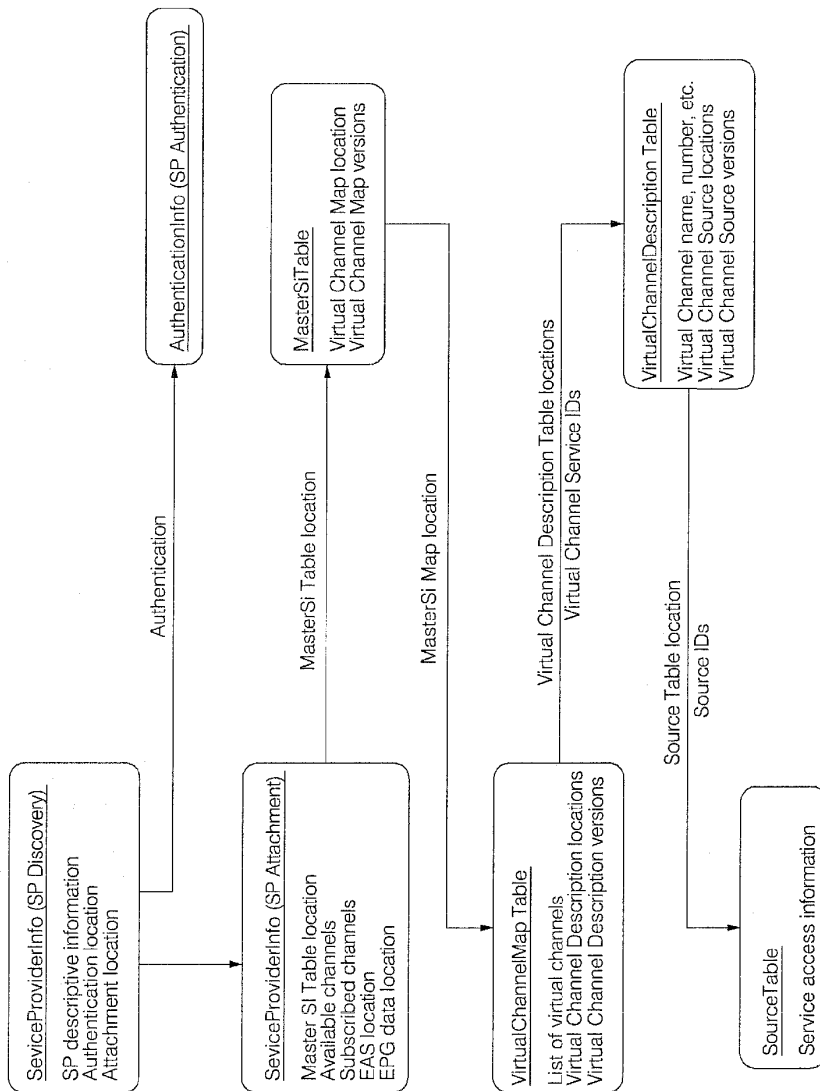 SeviceProviderInfo (SP Discovery)
SP descriptive information
Authentication location
Attachment location
Authentication
AuthenticationInfo (SP Authentication)
SeviceProviderInfo (SP Attachment)
Master SI Table location
Available channels
Subscribed channels
EAS location
EPG data location
MasterSi Table location
MasterSiTable
Virtual Channel Map location
Virtual Channel Map versions
MasterSi Map location
VirtualChannelMap Table
List of virtual channels
Virtual Channel Description locations
Virtual Channel Description versions
Virtual Channel Description Table locations
Virtual Channel Service IDs
VirtualChannelDescription Table
Virtual Channel name, number, etc.
Virtual Channel Source locations
Virtual Channel Source versions
Source Table location
Source IDs
SourceTable
Service access information